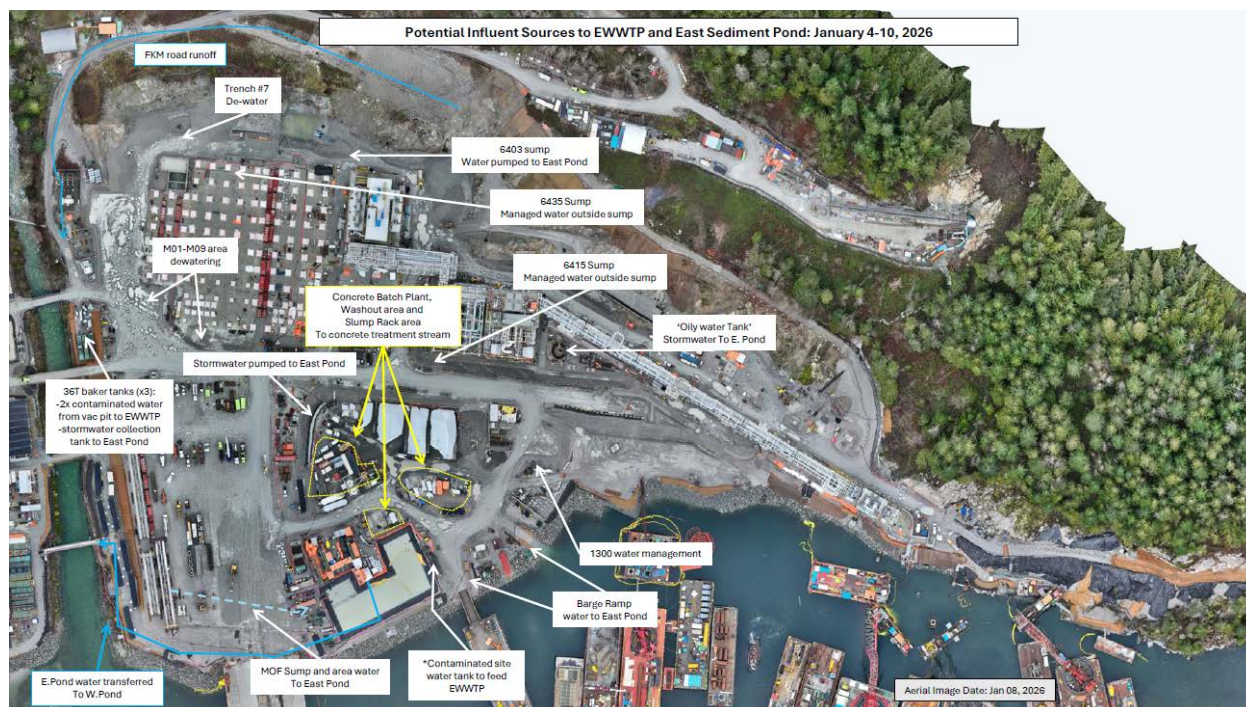 Potential Influent Sources to EWWTP and East Sediment Pond: January 4-10, 2026
FKM road runoff
Trench #7
De-water
6403 sump
Water pumped to East Pond
6435 Sump
Managed water outside sump
M01-M09 area
dewatering
6415 Sump
Managed water outside sump
Concrete Batch Plant,
Washout area and
Slump Rack area
To concrete treatment stream
'Oily water Tank'
Stormwater To E. Pond
Stormwater pumped to East Pond
36T baker tanks (x3):
-2x contaminated water
from vac pit to EWWTP
-stormwater collection
tank to East Pond
1300 water management
Barge Ramp
water to East Pond
E.Pond water transferred
To W.Pond
MOF Sump and area water
To East Pond
*Contaminated site
water tank to feed
EWWTP
Aerial Image Date: Jan 08, 2026